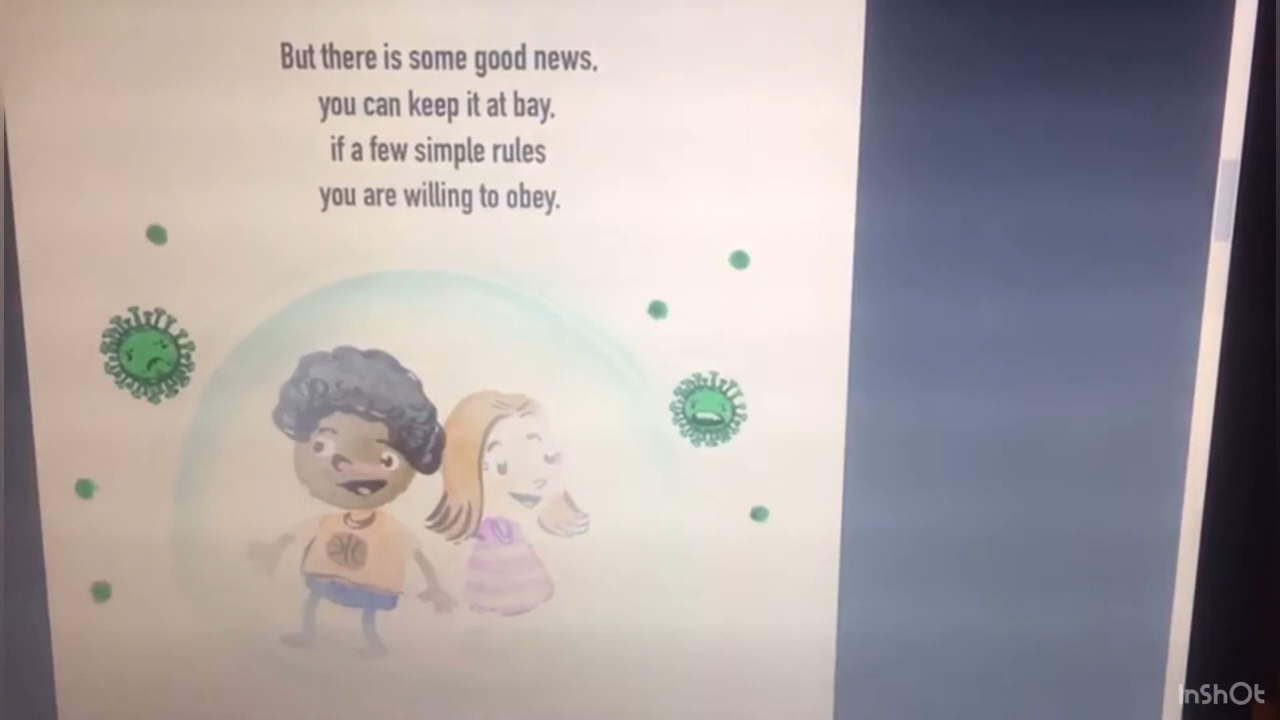 But there is some good news.
you can keep it at bay.
if a few simple rules
you are willing to obey.
InShOt